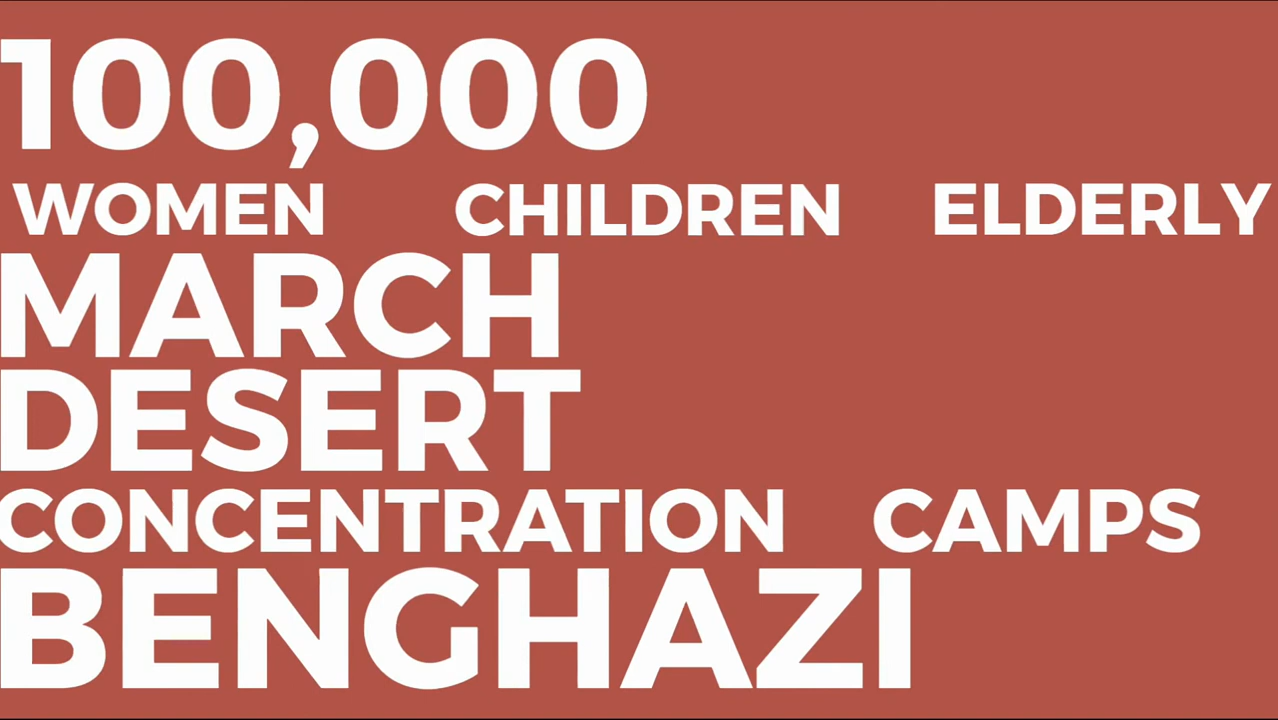 100,000
WOMEN CHILDREN ELDERLY
MARCH
DESERT
CONCENTRATION CAMPS
BENGHAZI